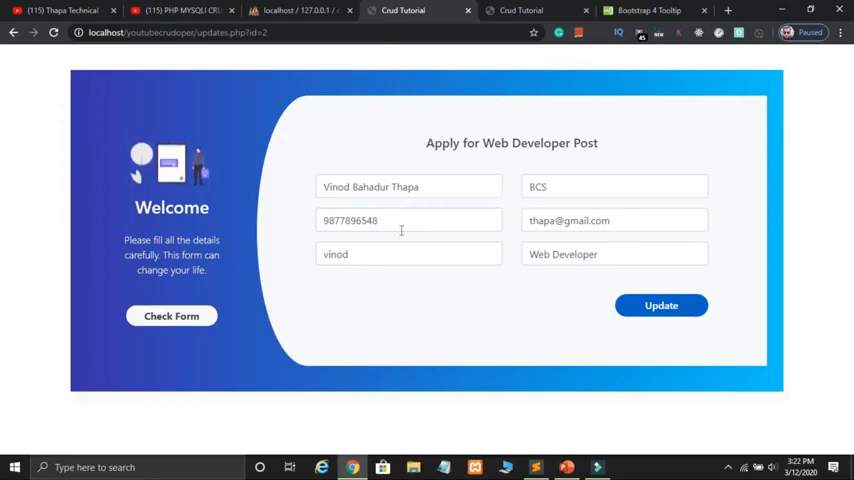 (115) Thapa Technical -
(115) PHP MYSQLI CRU
localhost / 127.0.0.1 / c
Crud Tutorial
Crud Tutorial
Bootstrap 4 Tooltip
localhost/youtubecrudoper/updates.php?id=2
IQ
45
NEW
Paused
Apply for Web Developer Post
Vinod Bahadur Thapa
BCS
9877896548
thapa@gmail.com
vinod
Web Developer
Update
Welcome
Please fill all the details
carefully. This form can
change your life.
Check Form
Type here to search
3:22 PM
3/12/2020